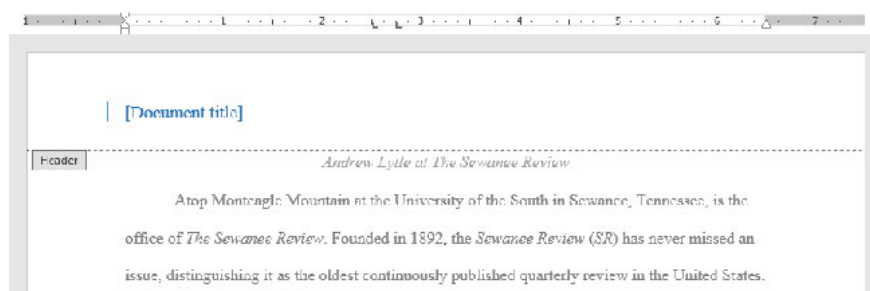 1 1 2 3 4 5 6 7
[Document title]
Header
Andrew Lytle at The Sewanee Review
Atop Monteagle Mountain at the University of the South in Sewanee, Tennessee, is the
office of The Sewanee Review. Founded in 1892, the Sewanee Review (SR) has never missed an
issue, distinguishing it as the oldest continuously published quarterly review in the United States.